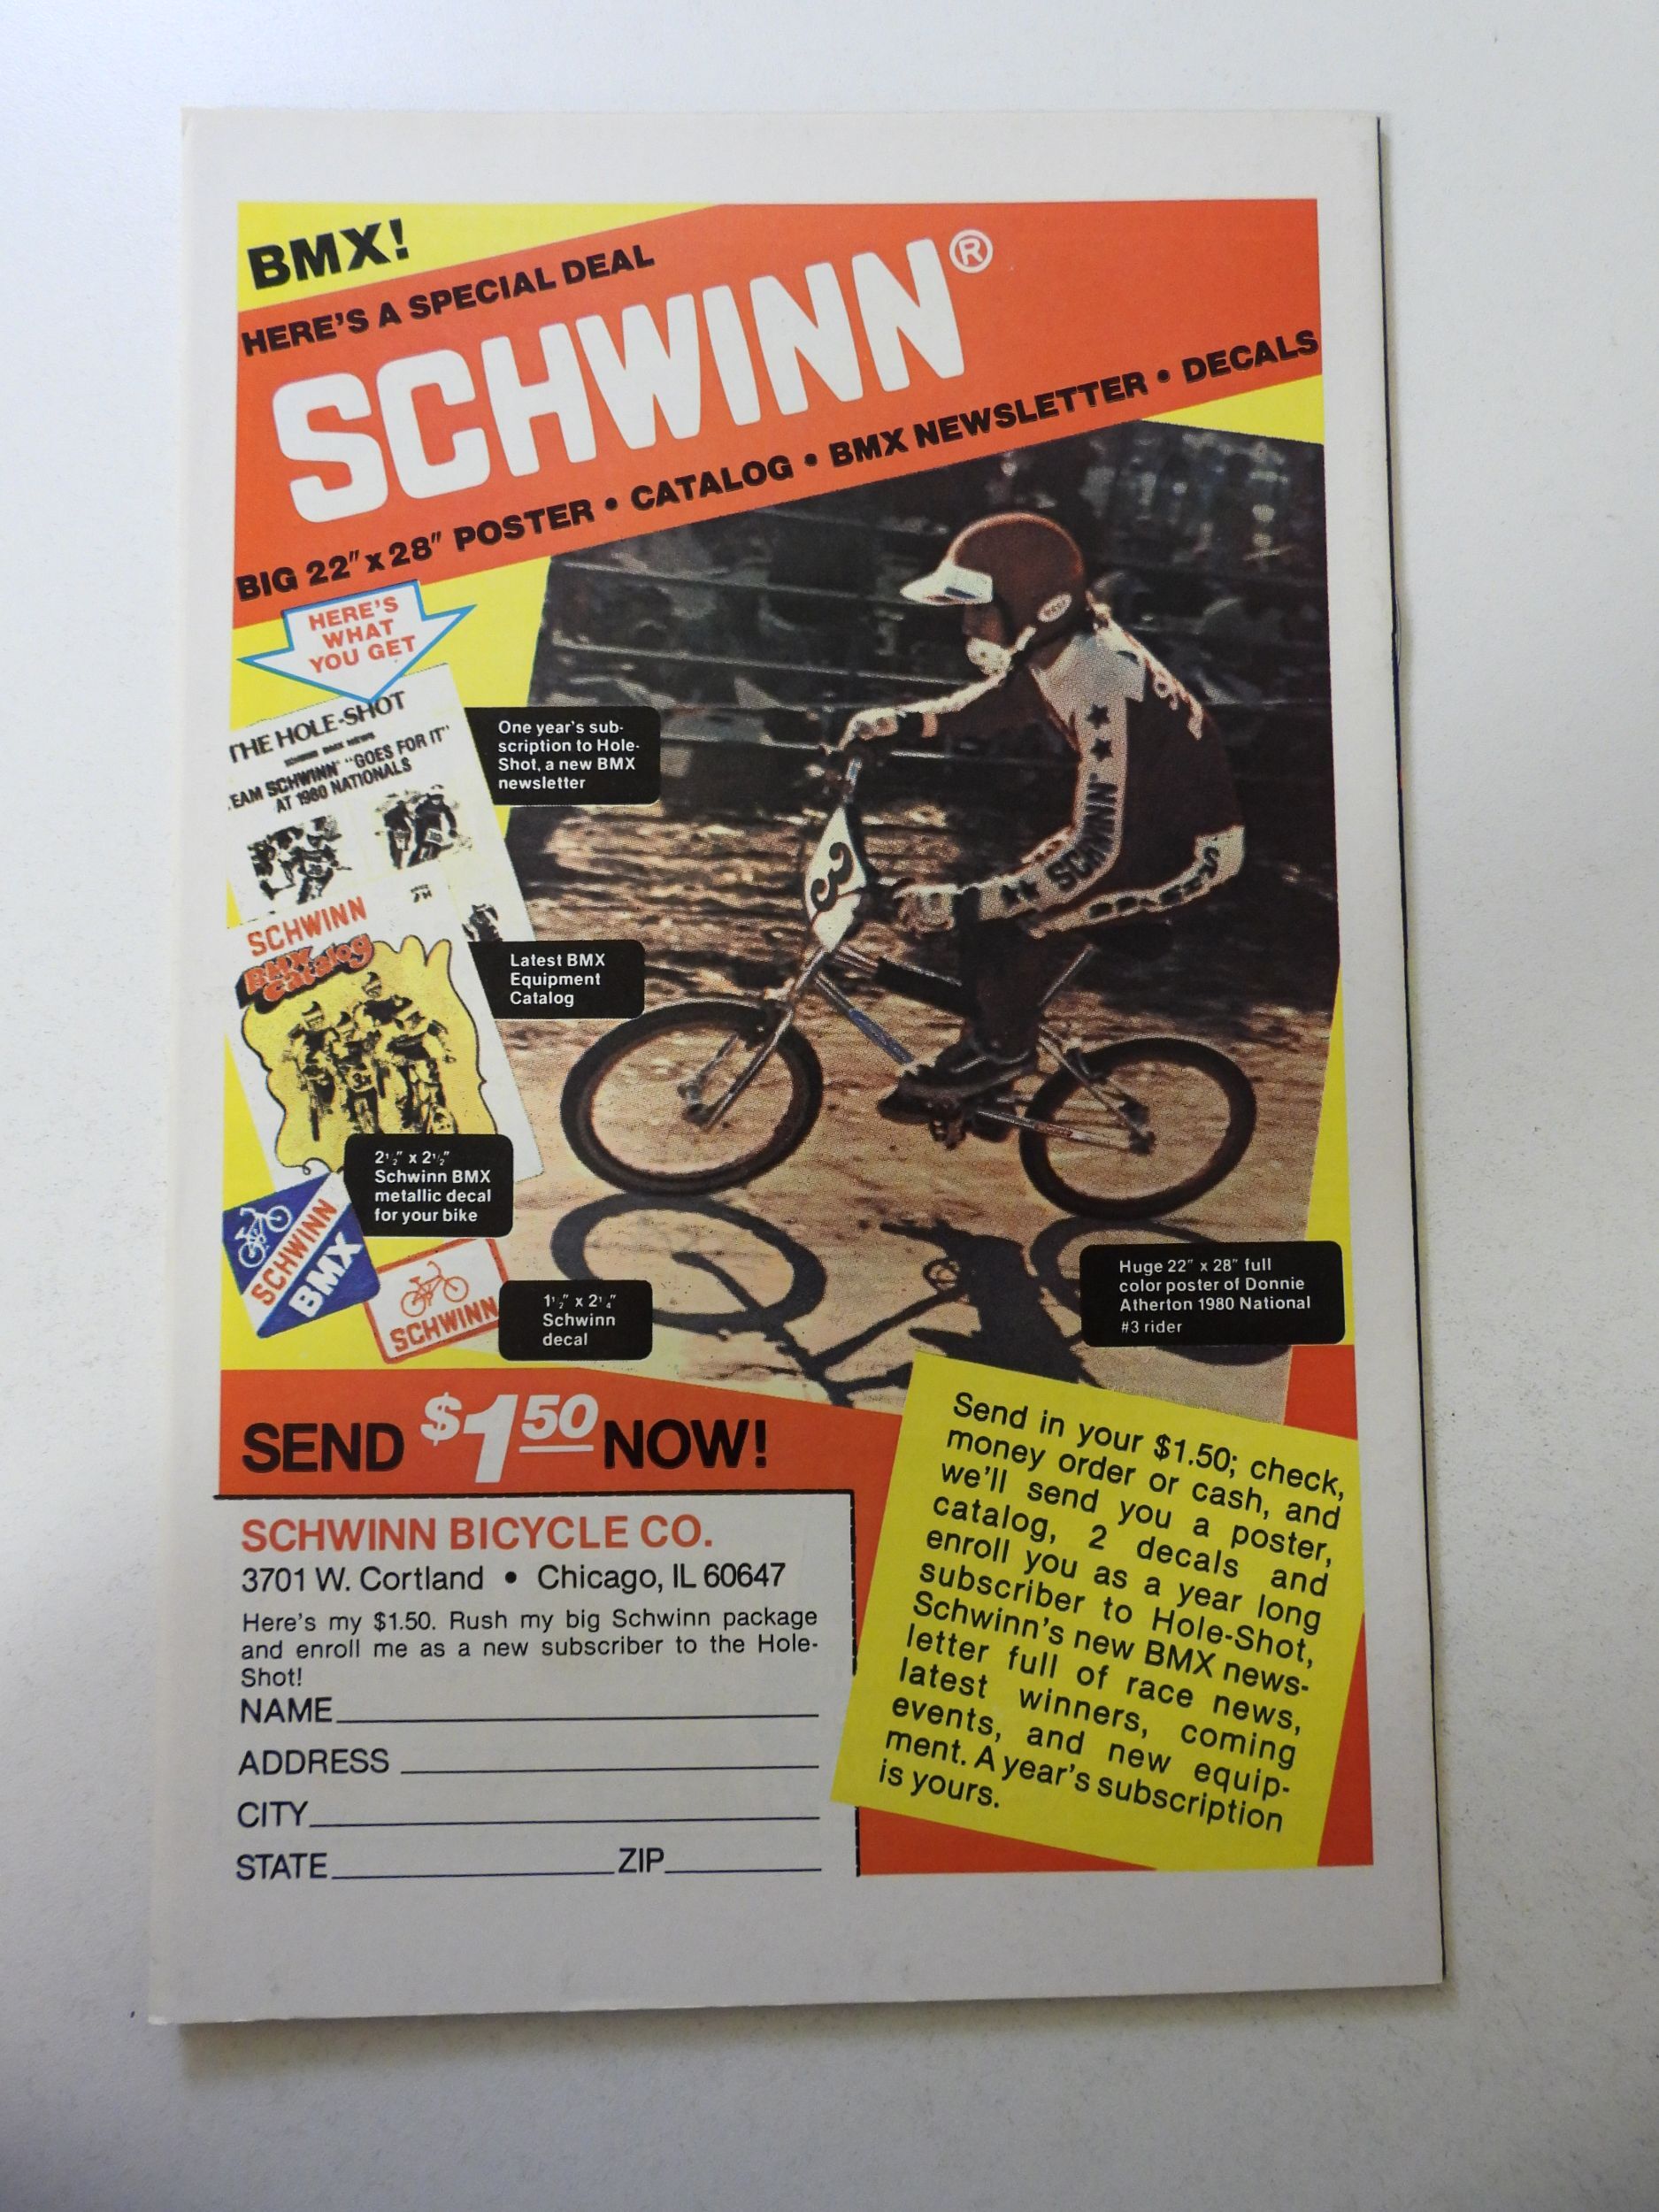 BMX!
HERE'S A SPECIAL DEAL
SCHWINN®
BIG 22" x 28" POSTER • CATALOG • BMX NEWSLETTER • DECALS
HERE'S
WHAT
YOU GET
THE HOLE-SHOT
SCHWINN BMX NEWS
TEAM SCHWINN "GOES FOR IT"
AT 1980 NATIONALS
One year's sub-
scription to Hole-
Shot, a new BMX
newsletter
SCHWINN
BMX
Catalog
Latest BMX
Equipment
Catalog
2½" x 2½"
Schwinn BMX
metallic decal
for your bike
SCHWINN
BMX
SCHWINN
1½" x 2¼"
Schwinn
decal
BELL
3
SCHWINN
Huge 22" x 28" full
color poster of Donnie
Atherton 1980 National
#3 rider
SEND $1.50 NOW!
SCHWINN BICYCLE CO.
3701 W. Cortland • Chicago, IL 60647
Here's my $1.50. Rush my big Schwinn package
and enroll me as a new subscriber to the Hole-
Shot!
NAME
ADDRESS
CITY
STATE ZIP
Send in your $1.50; check,
money order or cash, and
we'll send you a poster,
catalog, 2 decals and
enroll you as a year long
subscriber to Hole-Shot,
Schwinn's new BMX news-
letter full of race news,
latest winners, coming
events, and new equip-
ment. A year's subscription
is yours.